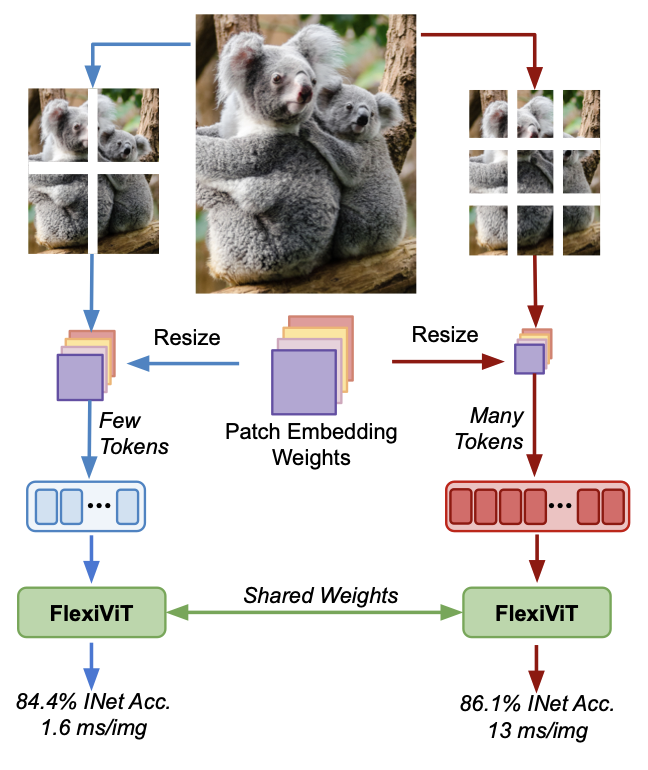 Resize
Resize
Patch Embedding
Weights
Few
Tokens
Many
Tokens
•••
•••
FlexiViT
Shared Weights
FlexiViT
84.4% INet Acc.
1.6 ms/img
86.1% INet Acc.
13 ms/img